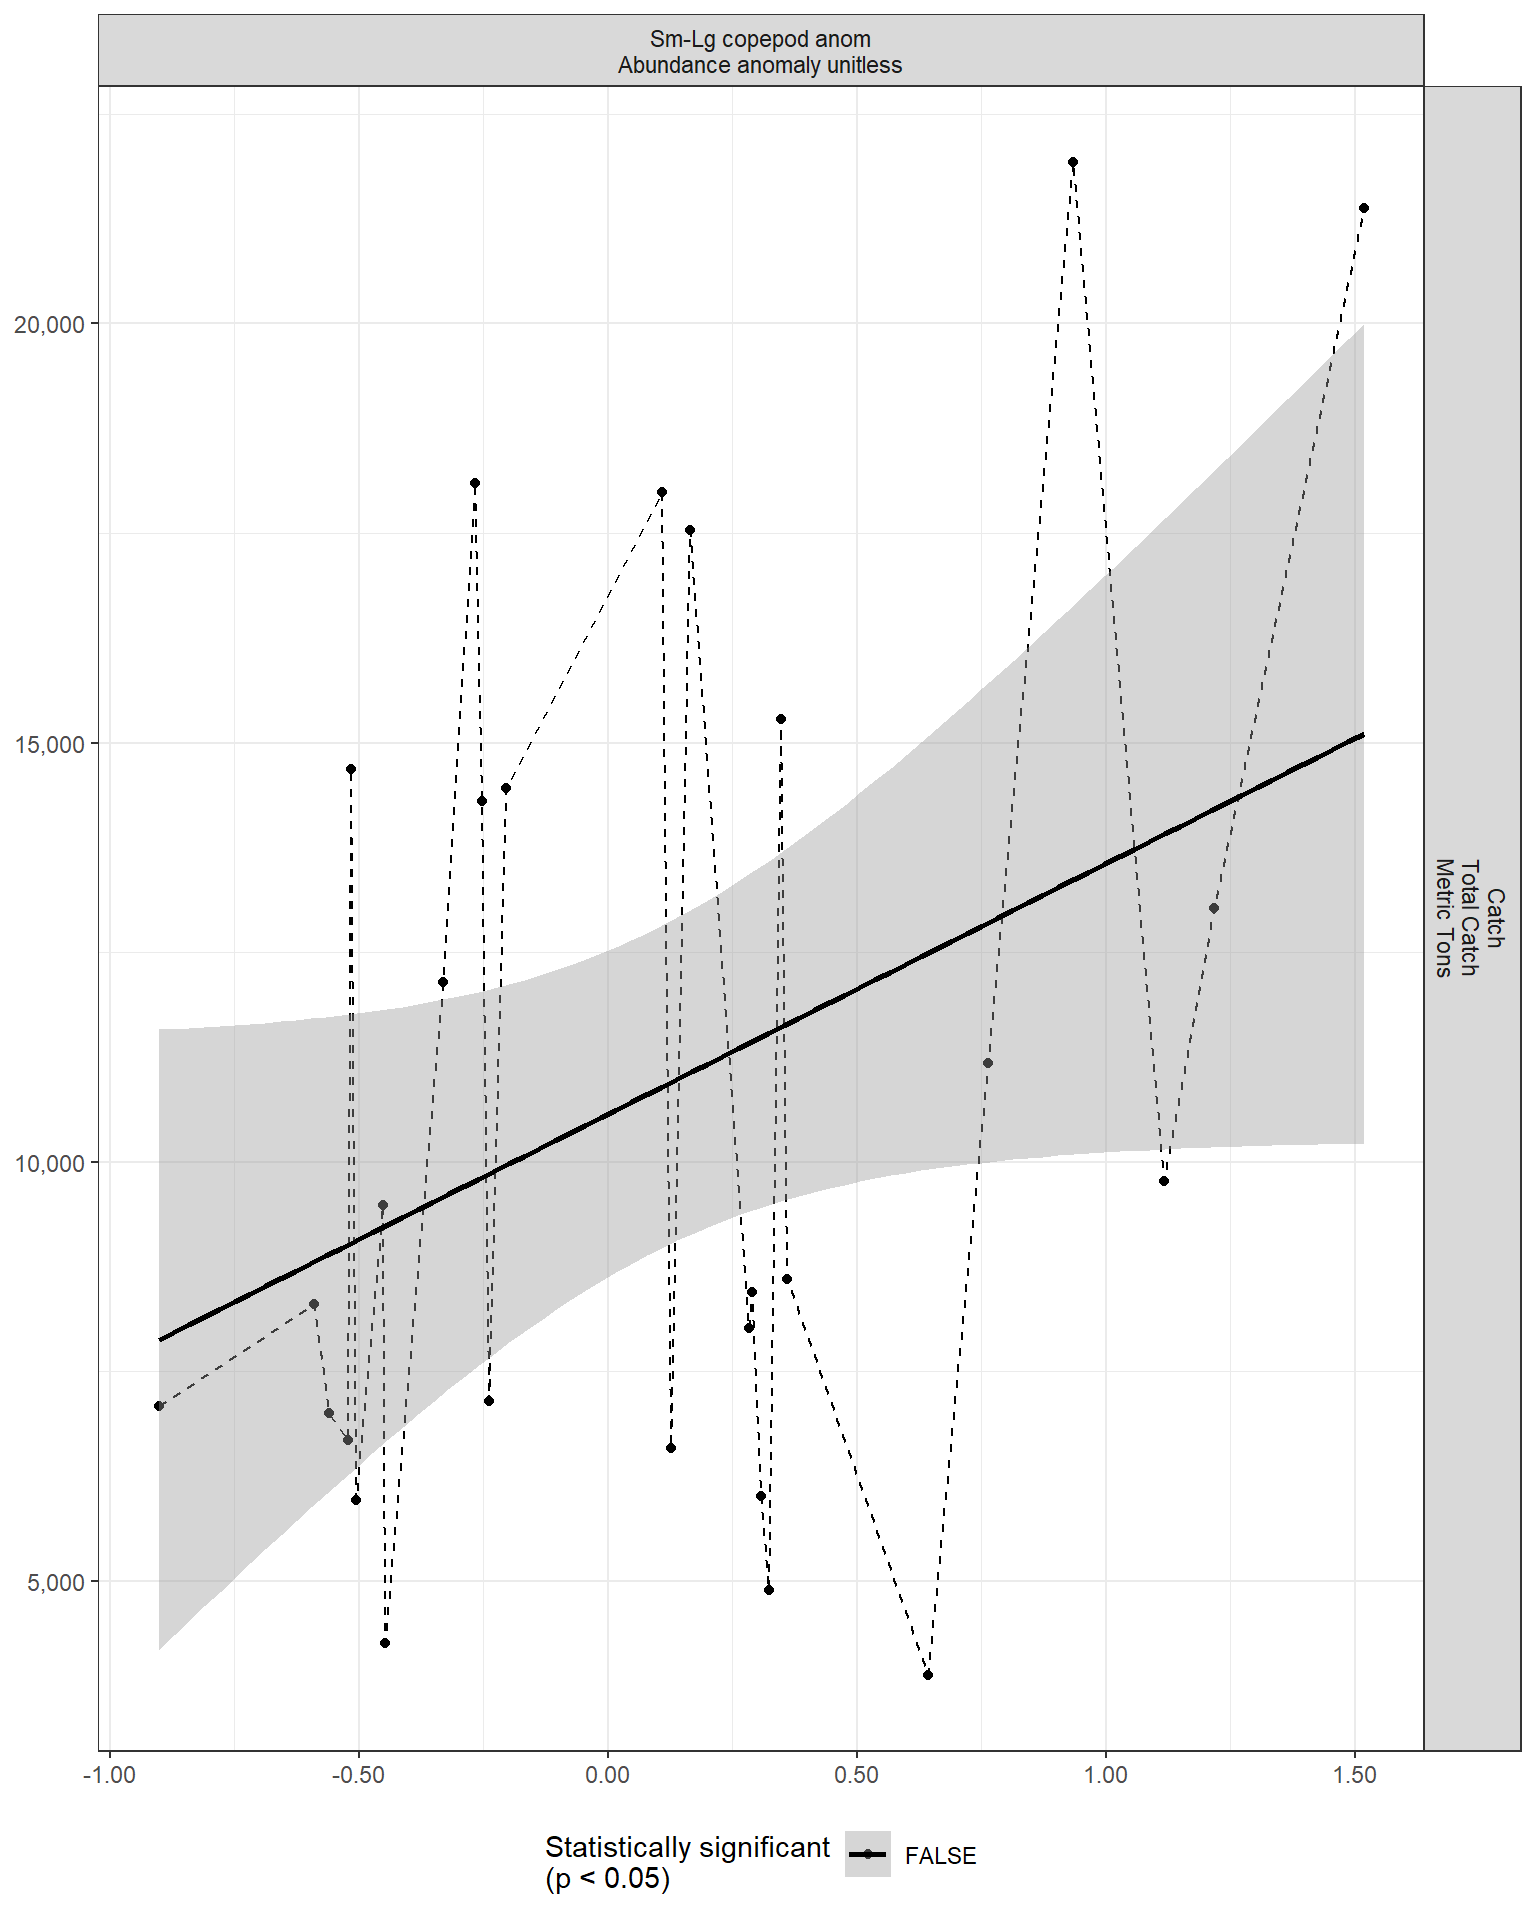 Sm-Lg copepod anom
Abundance anomaly unitless
20,000
15,000
10,000
5,000
Catch
Total Catch
Metric Tons
-1.00
-0.50
0.00
0.50
1.00
1.50
Statistically significant
(p < 0.05)
FALSE